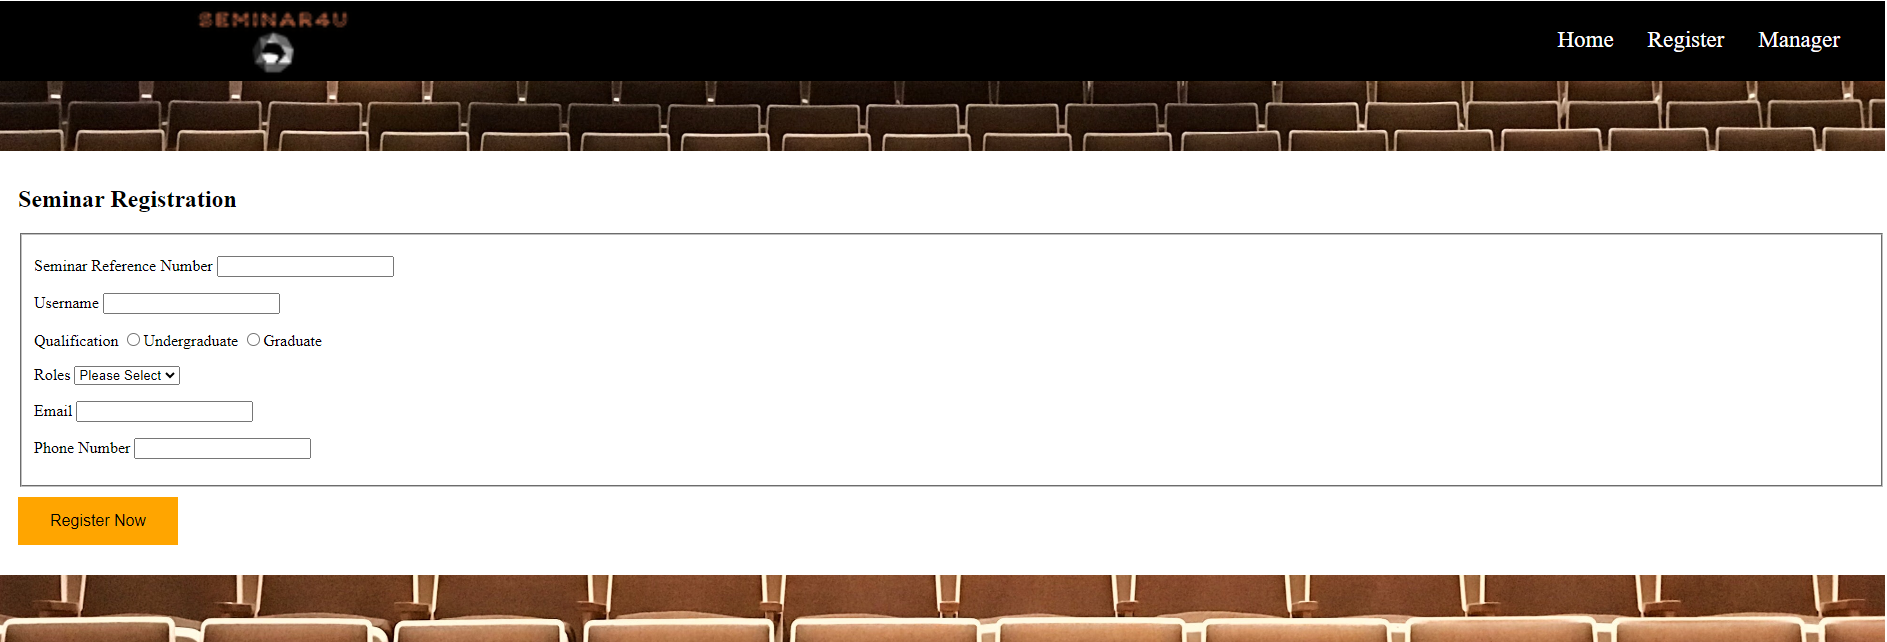 SEMINAR4U
Home Register Manager
Seminar Registration
Seminar Reference Number
Username
Qualification Undergraduate Graduate
Roles Please Select
Email
Phone Number
Register Now